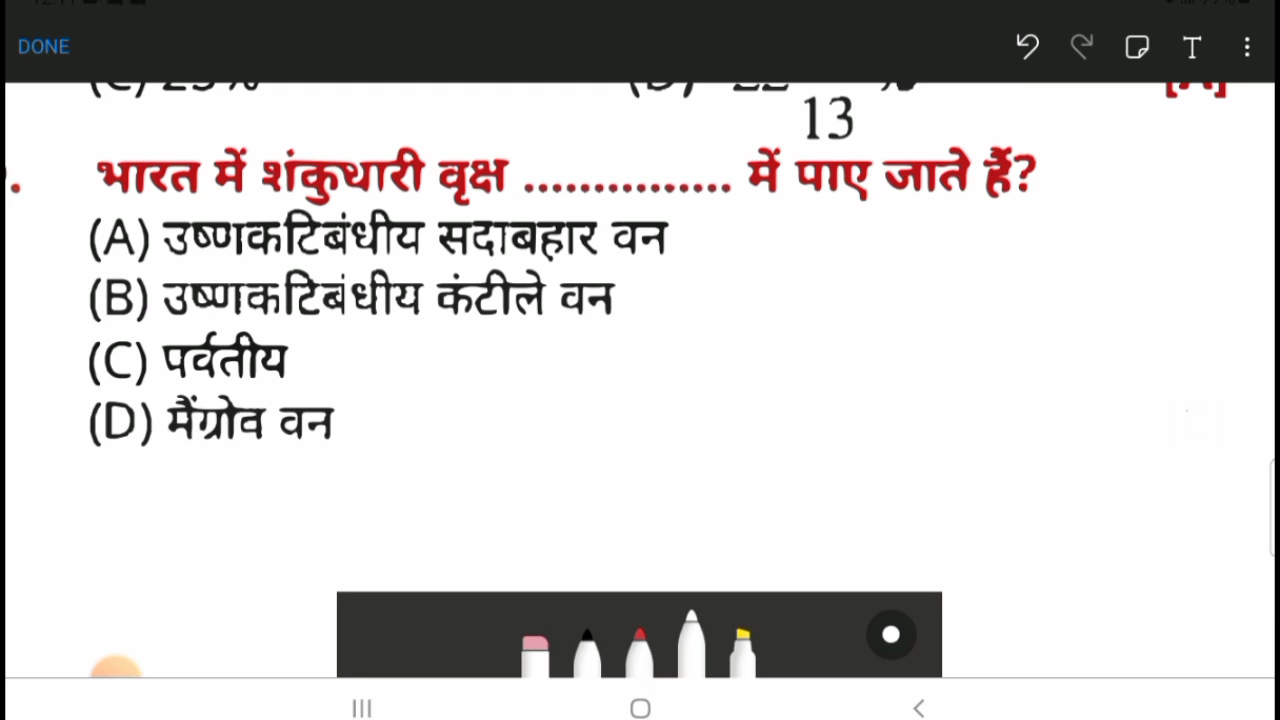 DONE
13
भारत में शंकुधारी वृक्ष ............... में पाए जाते हैं?
(A) उष्णकटिबंधीय सदाबहार वन
(B) उष्णकटिबंधीय कंटीले वन
(C) पर्वतीय
(D) मैंग्रोव वन